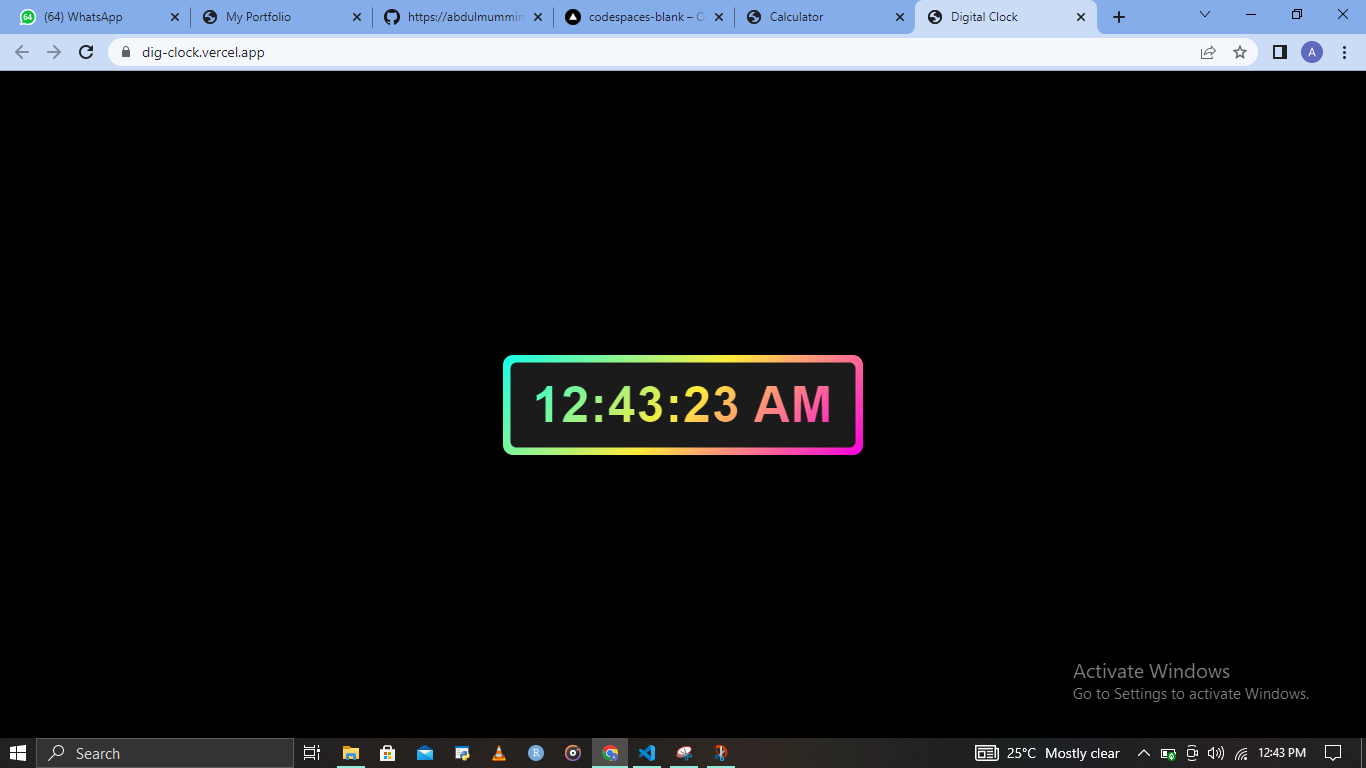 64 (64) WhatsApp
My Portfolio
https://abdulmummin
codespaces-blank –
Calculator
Digital Clock
dig-clock.vercel.app
A
12:43:23 AM
Activate Windows
Go to Settings to activate Windows.
Search
R
25°C Mostly clear
12:43 PM